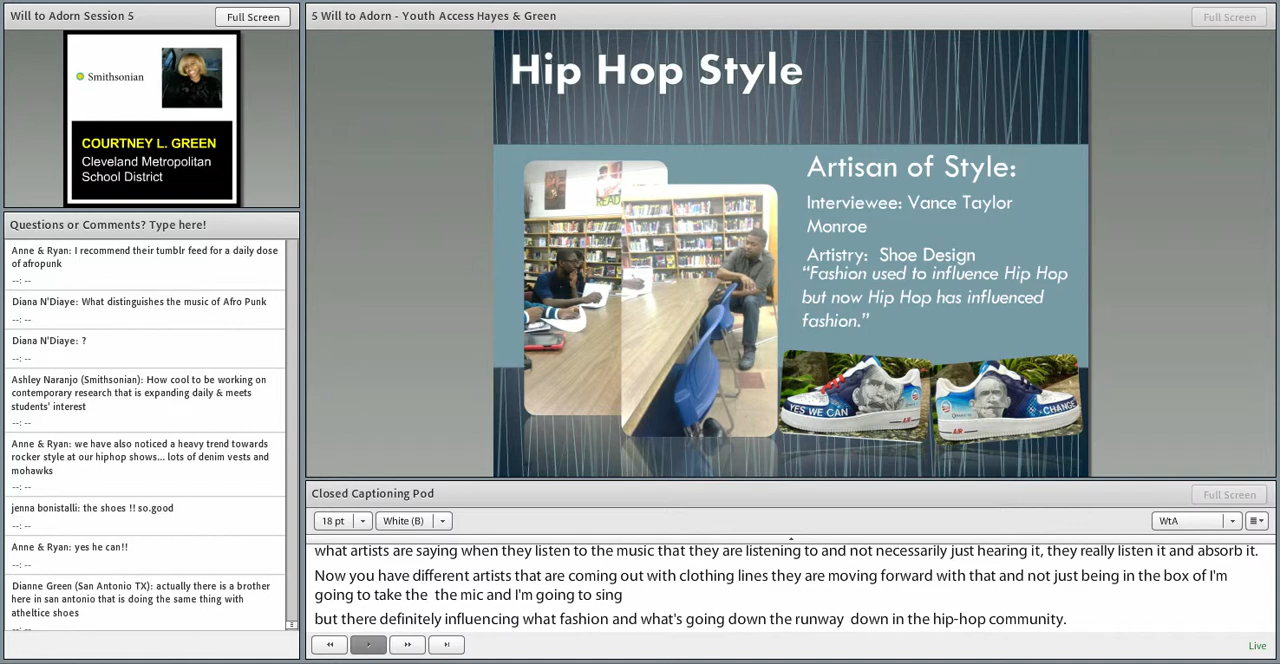 Will to Adorn Session 5
Full Screen
Smithsonian
COURTNEY L. GREEN
Cleveland Metropolitan
School District
Questions or Comments? Type here!
Anne & Ryan: I recommend their tumblr feed for a daily dose
of afropunk
--: --
Diana N'Diaye: What distinguishes the music of Afro Punk
--: --
Diana N'Diaye: ?
--: --
Ashley Naranjo (Smithsonian): How cool to be working on
contemporary research that is expanding daily & meets
students' interest
--: --
Anne & Ryan: we have also noticed a heavy trend towards
rocker style at our hiphop shows... lots of denim vests and
mohawks
--: --
jenna bonistalli: the shoes !! so.good
--: --
Anne & Ryan: yes he can!!
--: --
Dianne Green (San Antonio TX): actually there is a brother
here in san antonio that is doing the same thing with
atheltice shoes
--: --
5 Will to Adorn - Youth Access Hayes & Green
Full Screen
Hip Hop Style
READ
Artisan of Style:
Interviewee: Vance Taylor
Monroe
Artistry: Shoe Design
“Fashion used to influence Hip Hop
but now Hip Hop has influenced
fashion.”
YES WE CAN
AIR
CHANGE
AIR
Closed Captioning Pod
Full Screen
18 pt
White (B)
WtA
what artists are saying when they listen to the music that they are listening to and not necessarily just hearing it, they really listen it and absorb it.
Now you have different artists that are coming out with clothing lines they are moving forward with that and not just being in the box of I'm
going to take the  the mic and I'm going to sing
but there definitely influencing what fashion and what's going down the runway  down in the hip-hop community.
Live